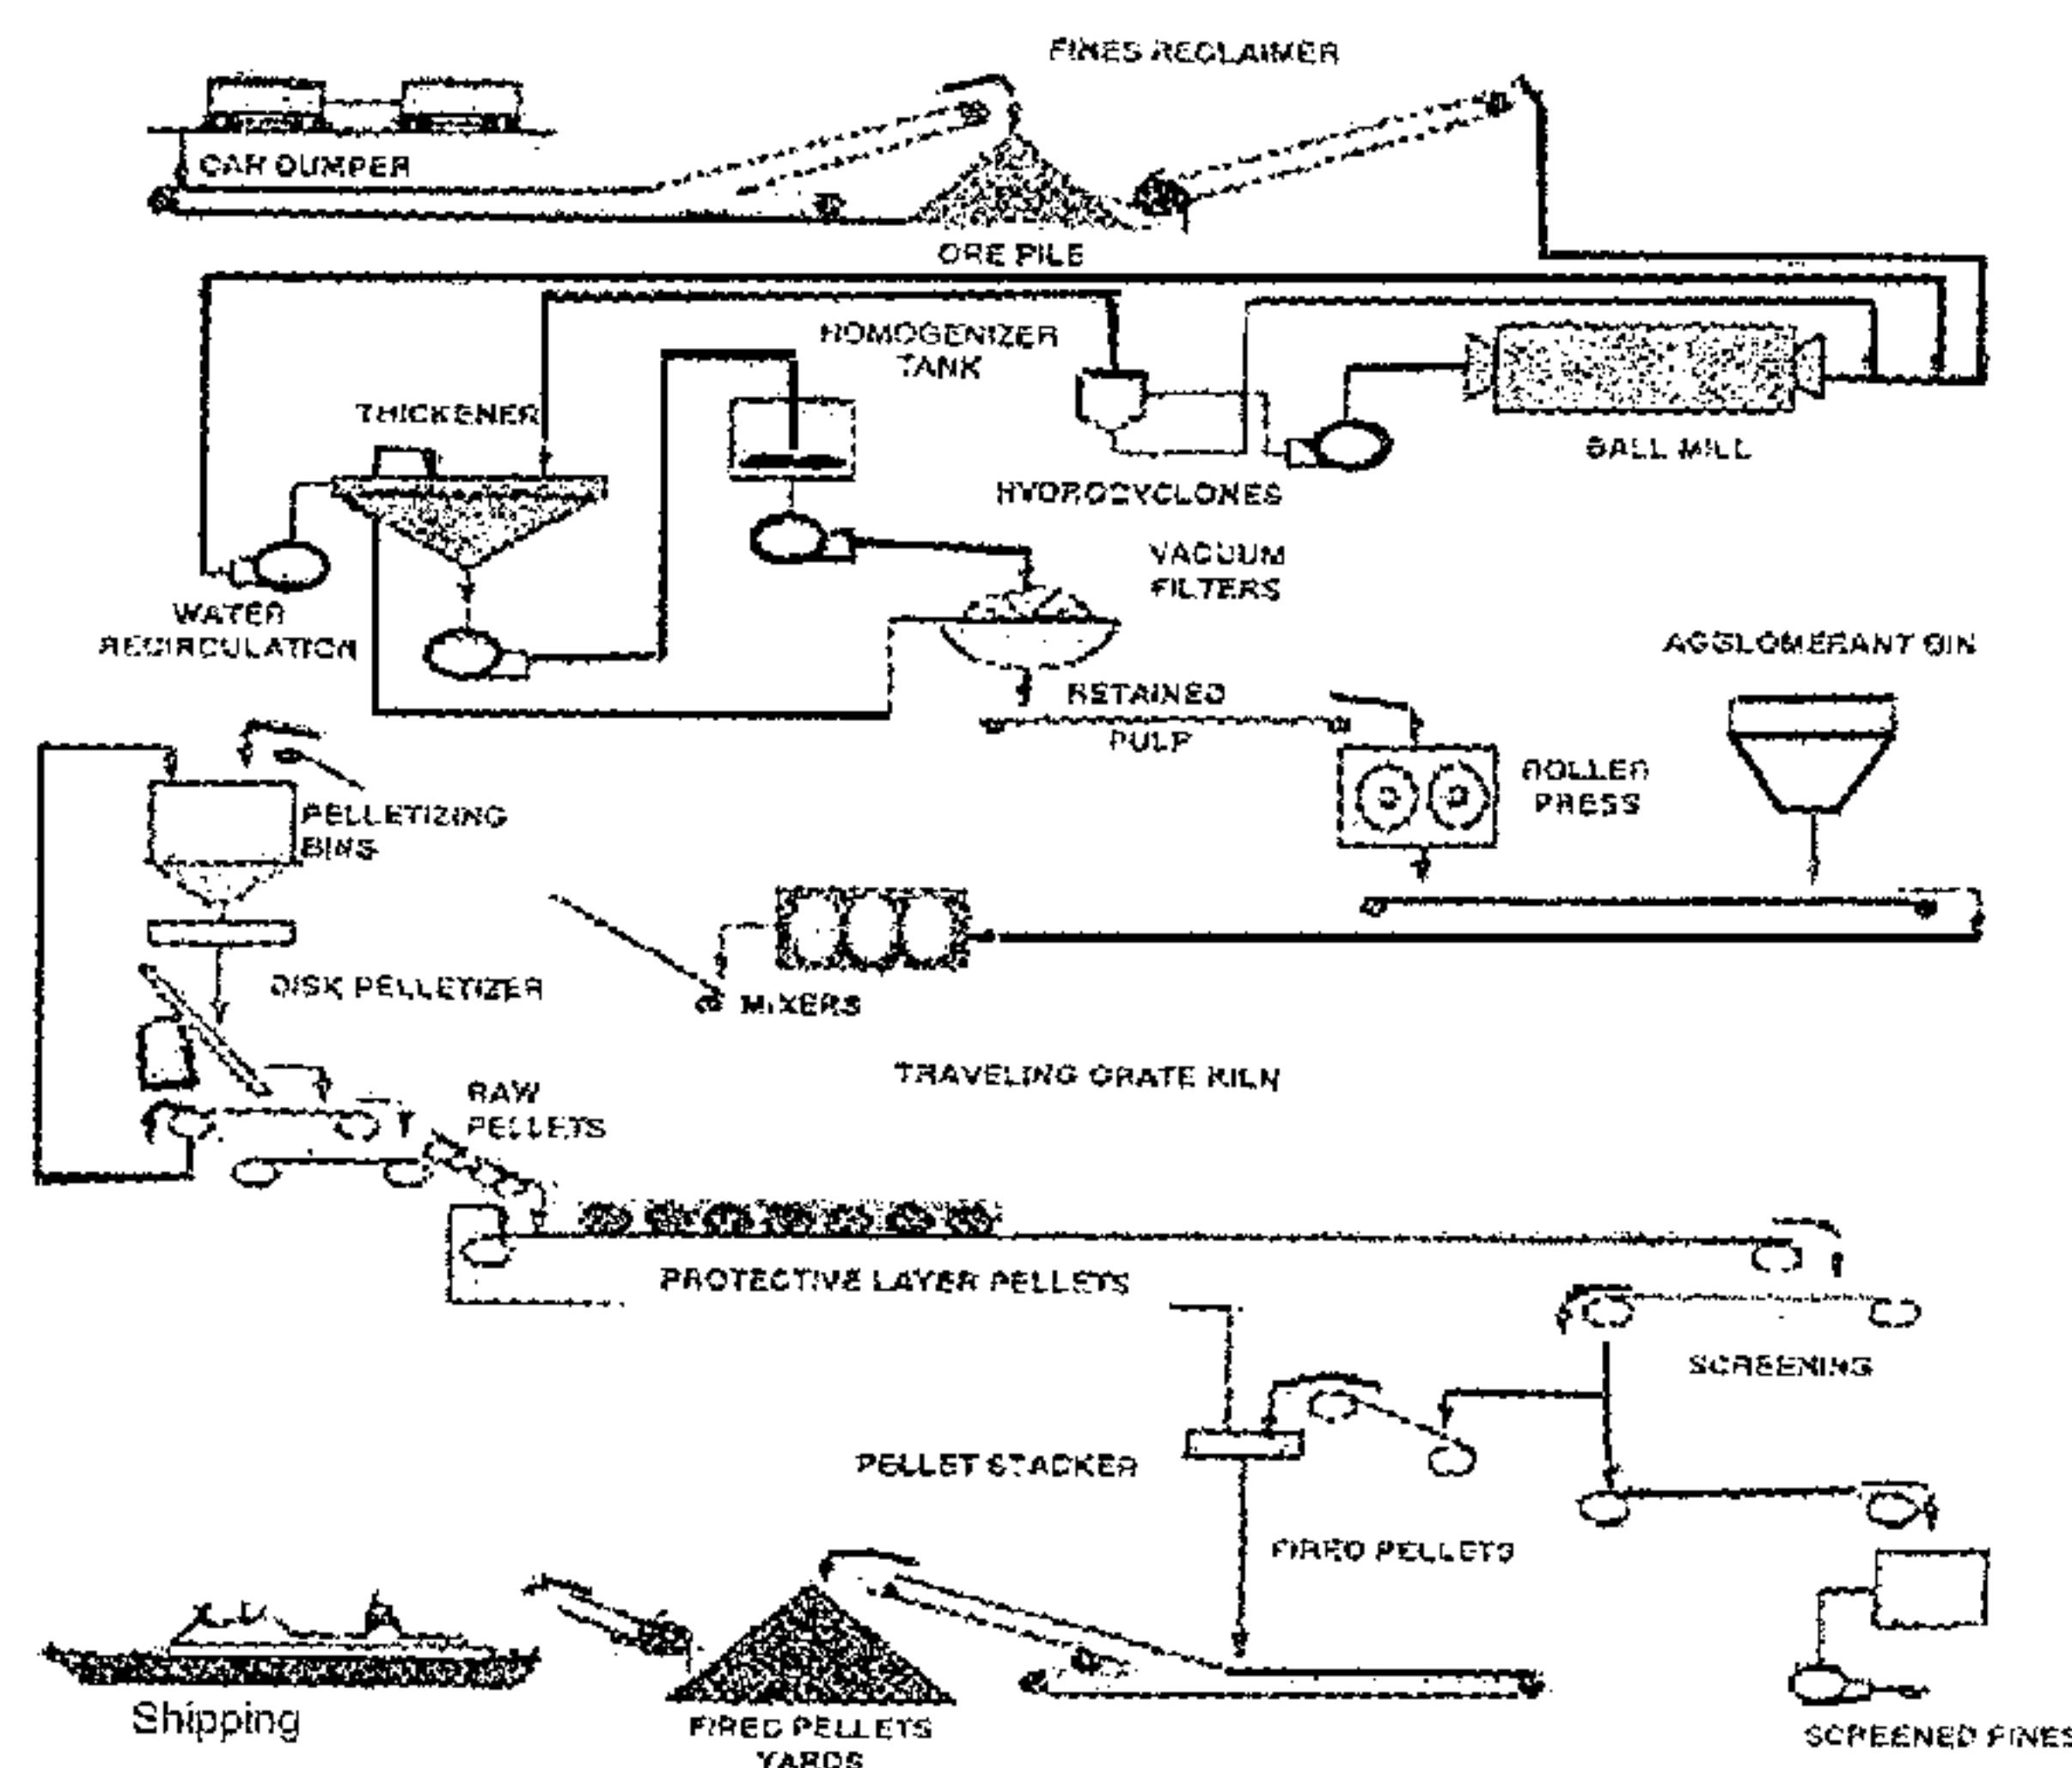 FINES RECLAIMER
CAR DUMPER
ORE PILE
HOMOGENIZER
TANK
THICKENER
BALL MILL
HYDROCYCLONES
VACUUM
FILTERS
WATER
RECIRCULATION
AGGLOMERANT BIN
RETAINED
PULP
ROLLER
PRESS
PELLETIZING
BINS
DISK PELLETIZER
MIXERS
TRAVELING GRATE KILN
RAW
PELLETS
PROTECTIVE LAYER PELLETS
SCREENING
PELLET STACKER
FIRED PELLETS
Shipping
FIRED PELLETS
YARDS
SCREENED FINES